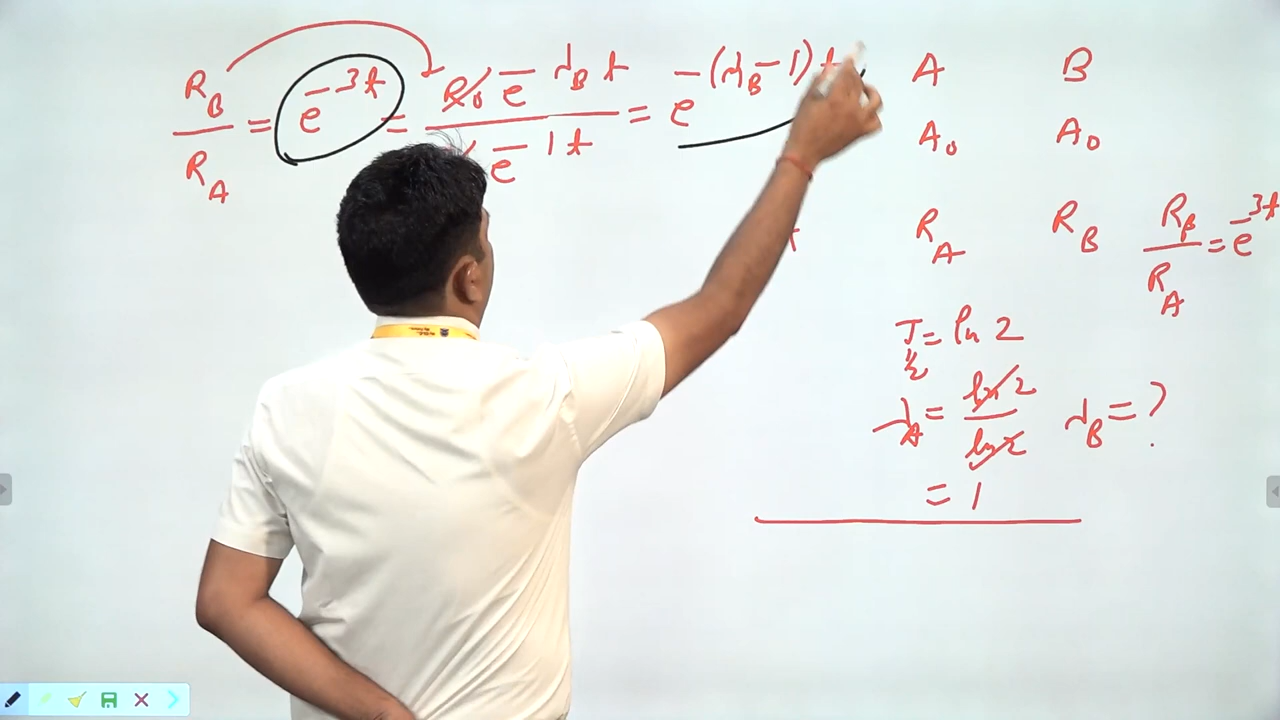 R_B/R_A = e^{-3t} = R₀ e^{-λ_B t} / e^{-1t} = e^{-(λ_B - 1)t}
A B
A₀ A₀
t R_A R_B R_B/R_A = e^{-3t}
T_{1/2} = ln 2
λ_A = ln 2/ln 2 λ_B = ?
= 1